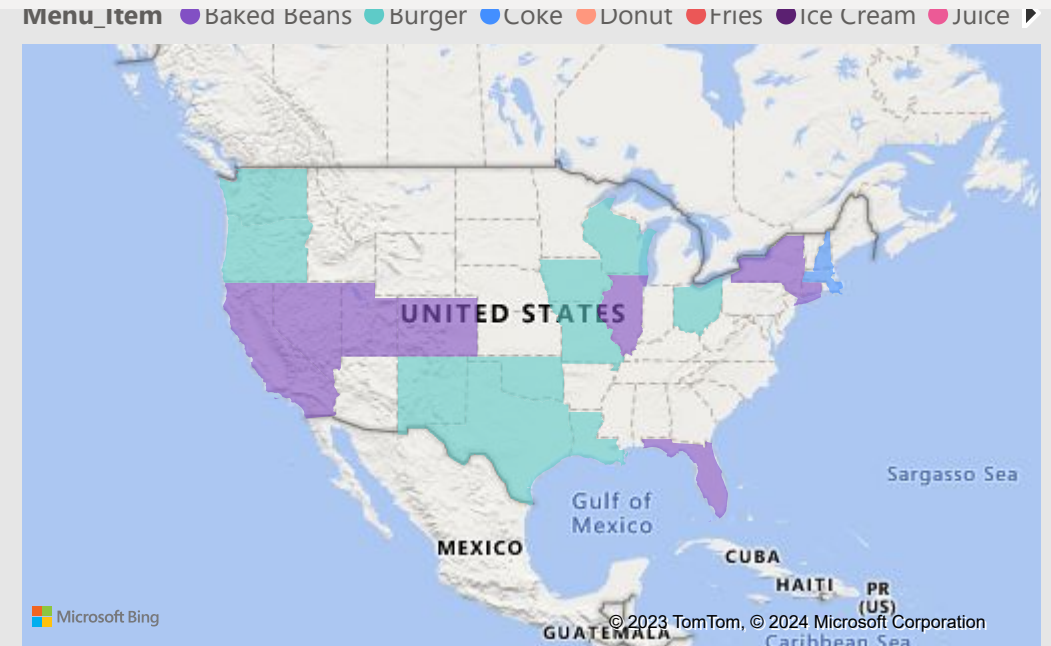 Menu_Item Baked Beans Burger Coke Donut Fries Ice Cream Juice
UNITED STATES
Sargasso Sea
Gulf of
Mexico
MEXICO
CUBA
HAITI
PR
(US)
Microsoft Bing
© 2023 TomTom, © 2024 Microsoft Corporation
GUATEMALA
Caribbean Sea